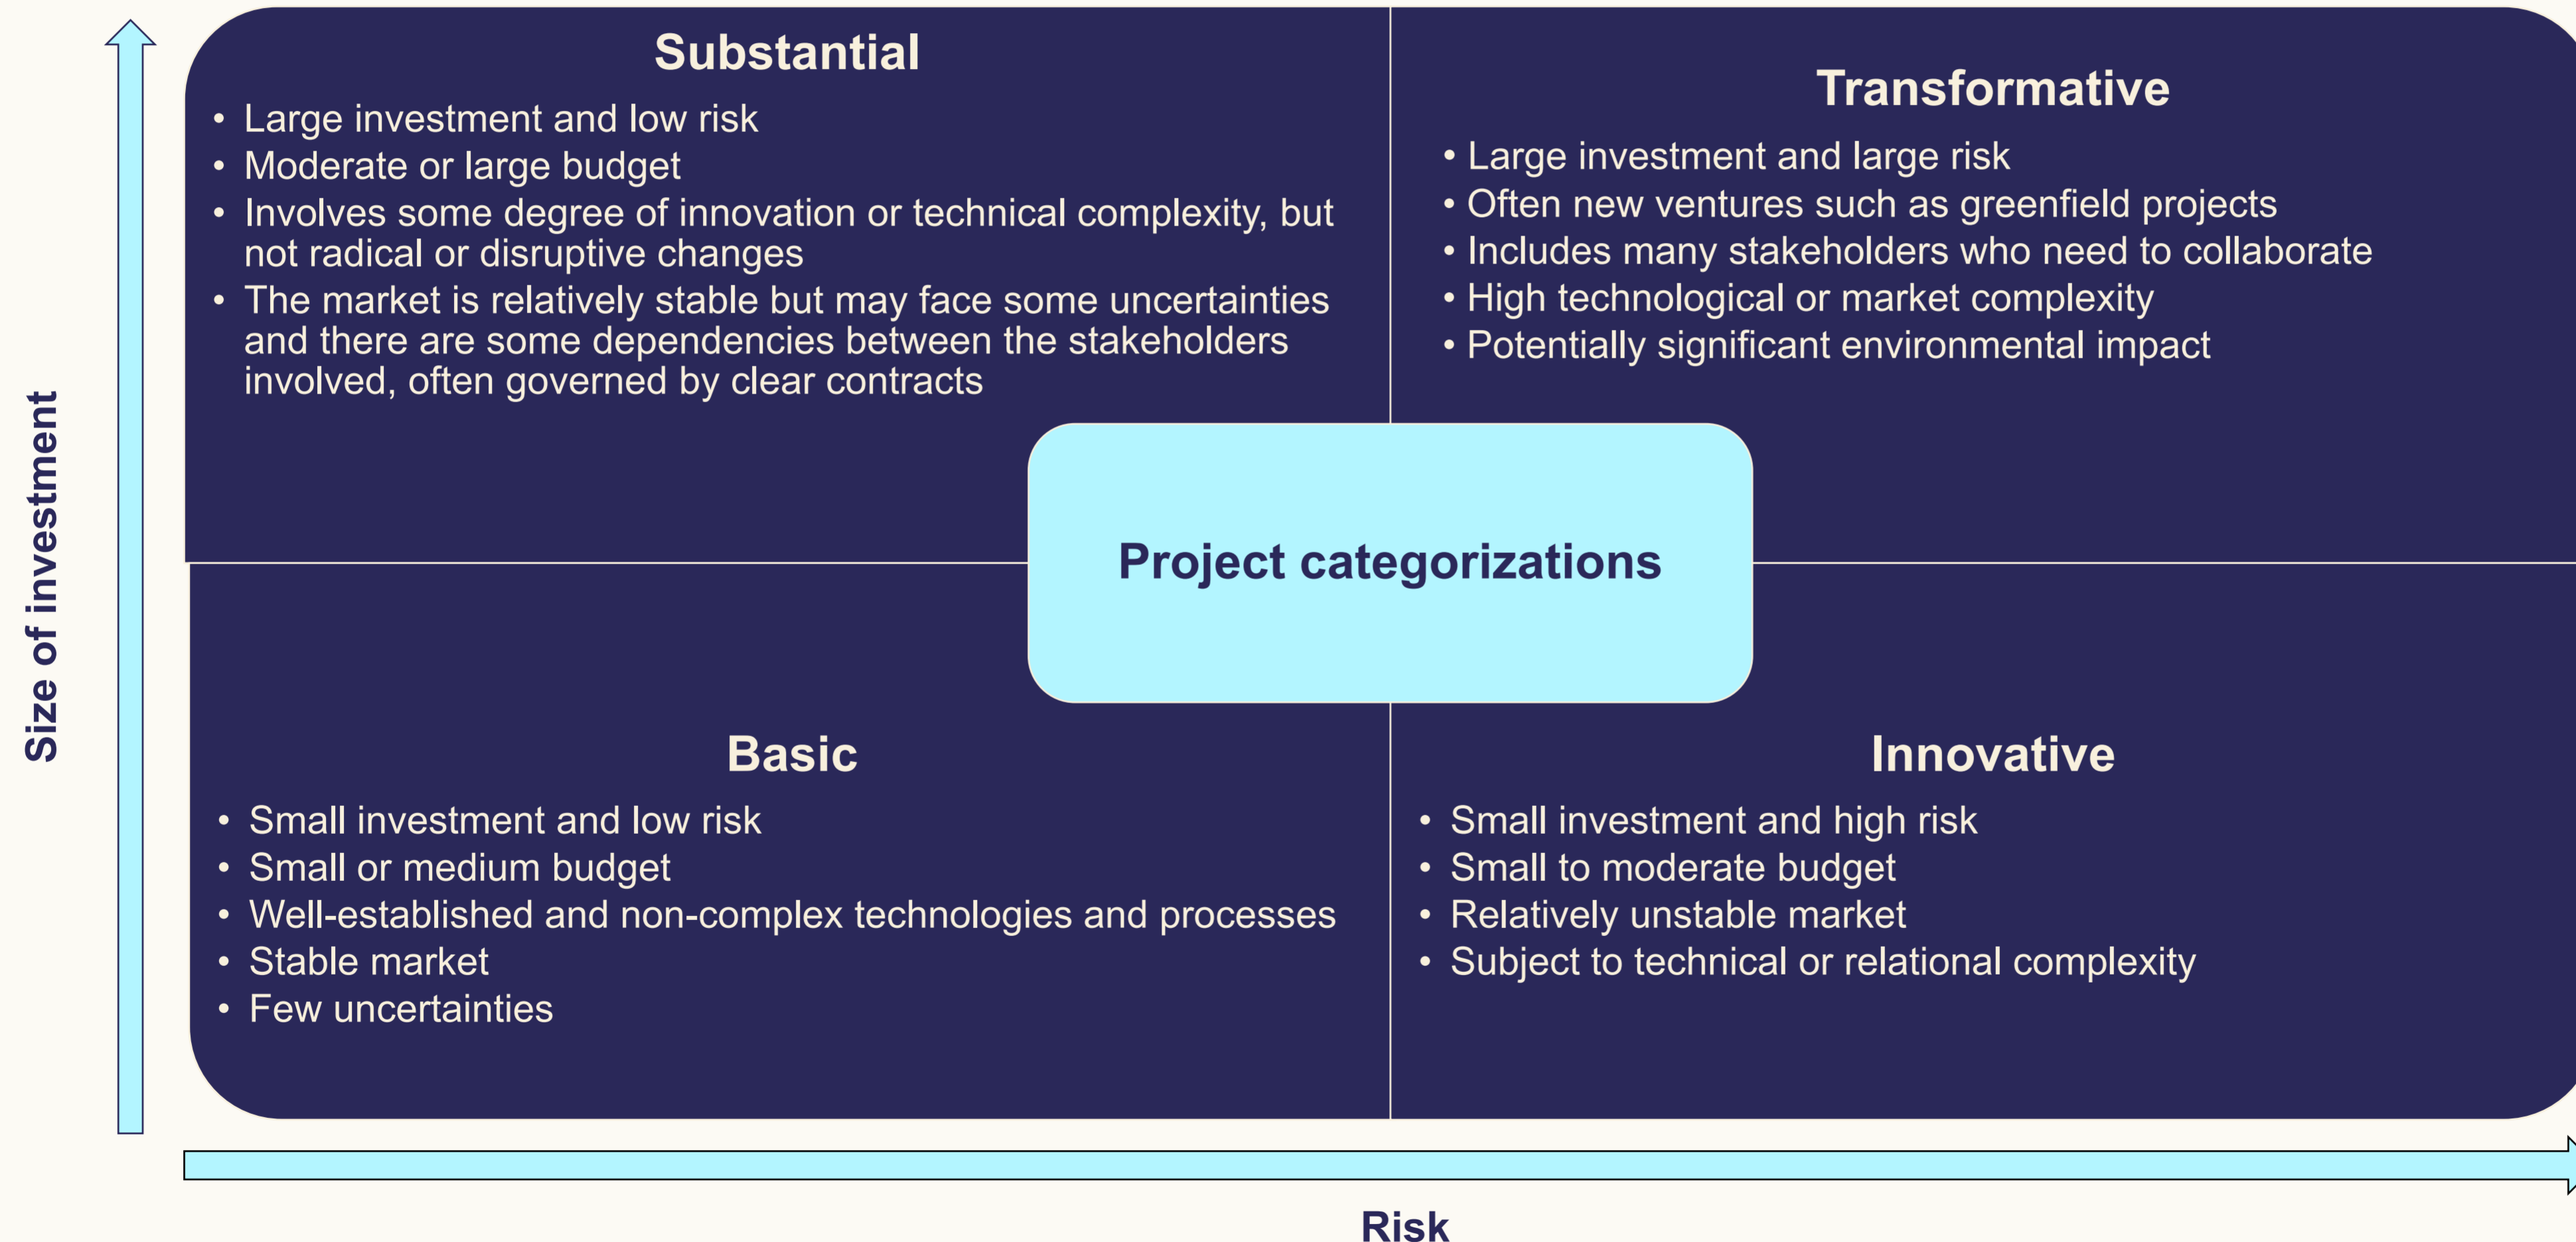 Size of investment
Substantial
• Large investment and low risk
• Moderate or large budget
• Involves some degree of innovation or technical complexity, but
not radical or disruptive changes
• The market is relatively stable but may face some uncertainties
and there are some dependencies between the stakeholders
involved, often governed by clear contracts
Transformative
• Large investment and large risk
• Often new ventures such as greenfield projects
• Includes many stakeholders who need to collaborate
• High technological or market complexity
• Potentially significant environmental impact
Project categorizations
Basic
• Small investment and low risk
• Small or medium budget
• Well-established and non-complex technologies and processes
• Stable market
• Few uncertainties
Innovative
• Small investment and high risk
• Small to moderate budget
• Relatively unstable market
• Subject to technical or relational complexity
Risk